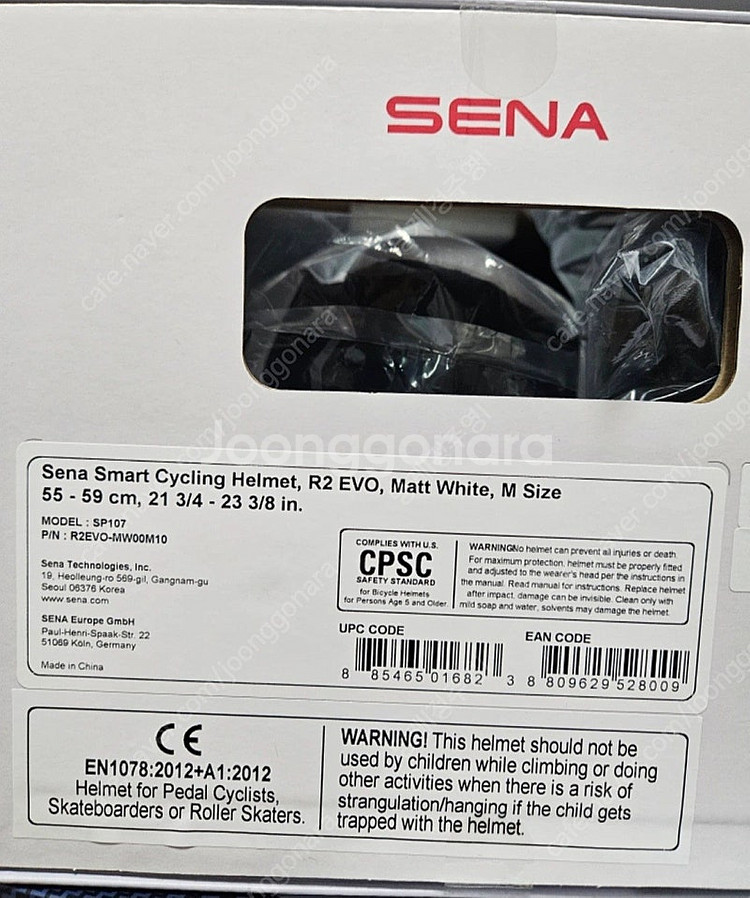 SENA
Joonggonara
Sena Smart Cycling Helmet, R2 EVO, Matt White, M Size
55 - 59 cm, 21 3/4 - 23 3/8 in.
MODEL : SP107
P/N : R2EVO-MW00M10
Sena Technologies, Inc.
19, Heolleung-ro 569-gil, Gangnam-gu
Seoul 06376 Korea
www.sena.com
SENA Europe GmbH
Paul-Henri-Spaak-Str. 22
51069 Köln, Germany
Made in China
COMPLIES WITH U.S.
CPSC
SAFETY STANDARD
for Bicycle Helmets
for Persons Age 5 and Older
WARNING!No helmet can prevent all injuries or death.
For maximum protection, helmet must be properly fitted
and adjusted to the wearer's head per the instructions in
the manual. Read manual for instructions. Replace helmet
after impact, damage can be invisible. Clean only with
mild soap and water, solvents may damage the helmet.
UPC CODE
8 85465 01682 3
EAN CODE
8 809629 528009
CE
EN1078:2012+A1:2012
Helmet for Pedal Cyclists,
Skateboarders or Roller Skaters.
WARNING! This helmet should not be
used by children while climbing or doing
other activities when there is a risk of
strangulation/hanging if the child gets
trapped with the helmet.
cafe.naver.com/joonggonara